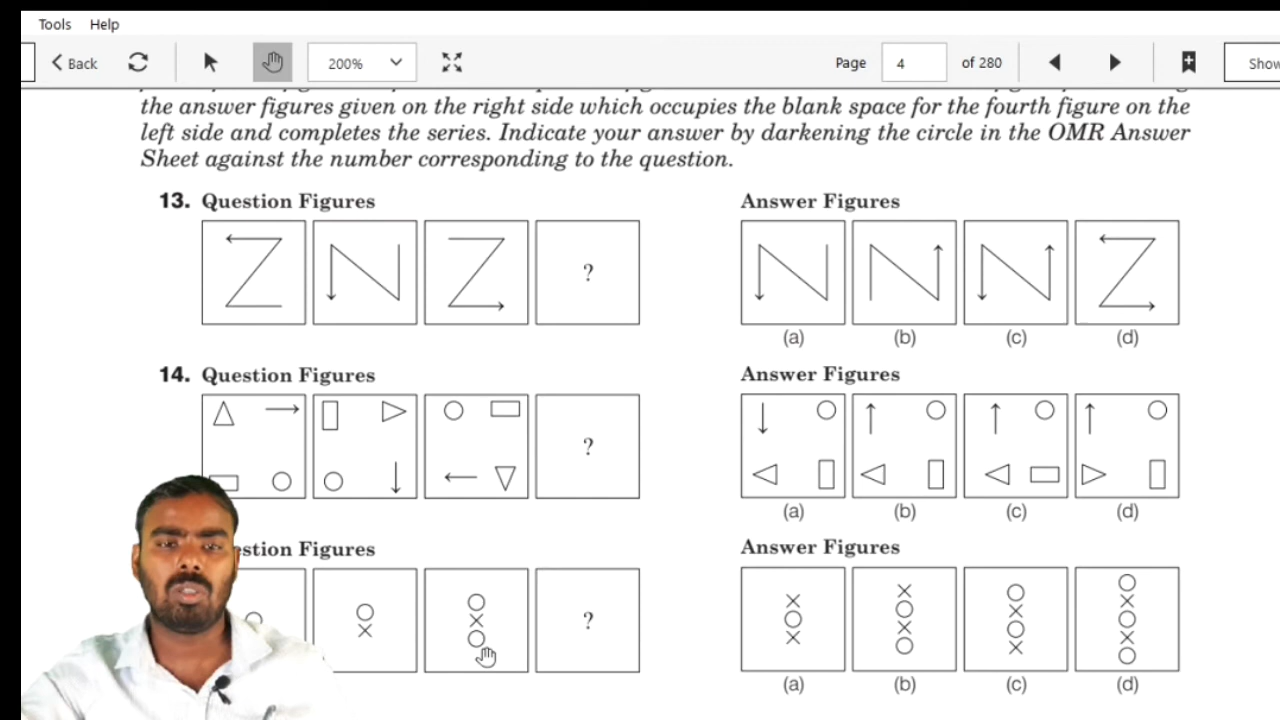 Tools Help
Back 200% Page 4 of 280 Show
the answer figures given on the right side which occupies the blank space for the fourth figure on the
left side and completes the series. Indicate your answer by darkening the circle in the OMR Answer
Sheet against the number corresponding to the question.
13. Question Figures Answer Figures
?
(a) (b) (c) (d)
14. Question Figures Answer Figures
?
(a) (b) (c) (d)
Figures Answer Figures
?
(a) (b) (c) (d)